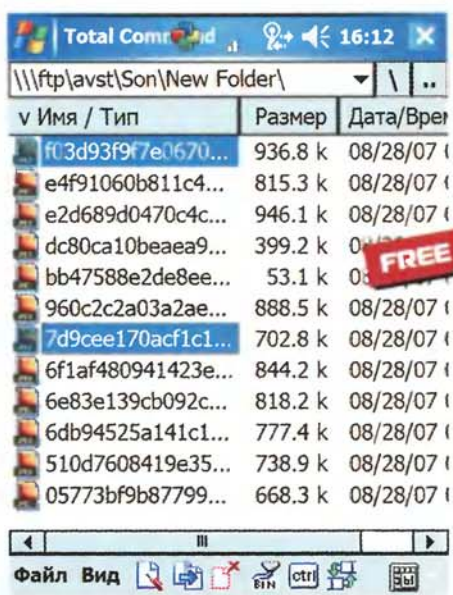 Total Command 16:12
\\\ftp\avst\Son\New Folder\ \ ..
v Имя / Тип Размер Дата/Врем
f03d93f9f7e0670... 936.8 k 08/28/07
e4f91060b811c4... 815.3 k 08/28/07
e2d689d0470c4c... 946.1 k 08/28/07
dc80ca10beaea9... 399.2 k
FREE
bb47588e2de8ee... 53.1 k
960c2c2a03a2ae... 888.5 k 08/28/07
7d9cee170acf1c1... 702.8 k 08/28/07
6f1af480941423e... 844.2 k 08/28/07
6e83e139cb092c... 818.2 k 08/28/07
6db94525a141c1... 777.4 k 08/28/07
510d7608419e35... 738.9 k 08/28/07
05773bf9b87799... 668.3 k 08/28/07
Файл Вид BIN ctrl